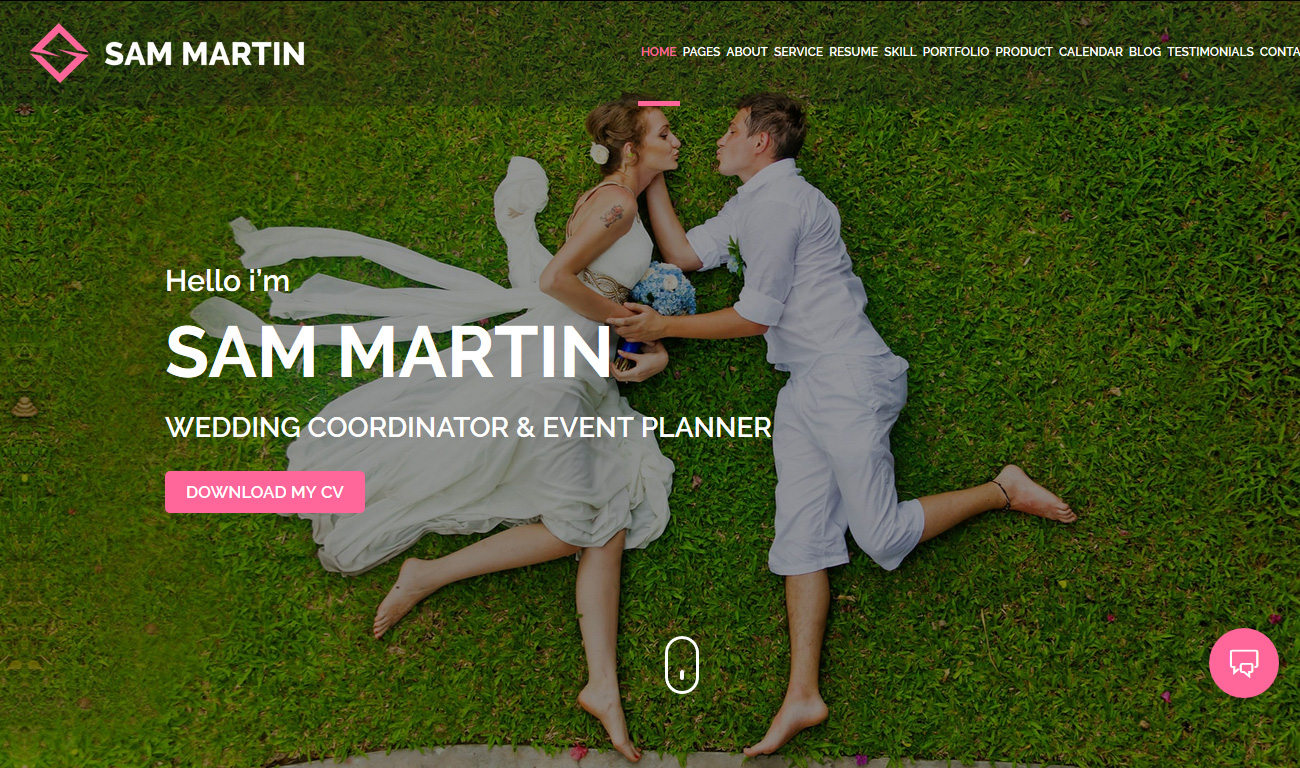 SAM MARTIN
HOME PAGES ABOUT SERVICE RESUME SKILL PORTFOLIO PRODUCT CALENDAR BLOG TESTIMONIALS CONTA
Hello i'm
SAM MARTIN
WEDDING COORDINATOR & EVENT PLANNER
DOWNLOAD MY CV